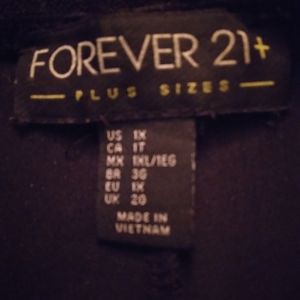 FOREVER 21+
PLUS SIZES
US 1X
CA 1T
MX 1XL/1EG
BR 3G
EU 1X
UK 2G
MADE IN
VIETNAM